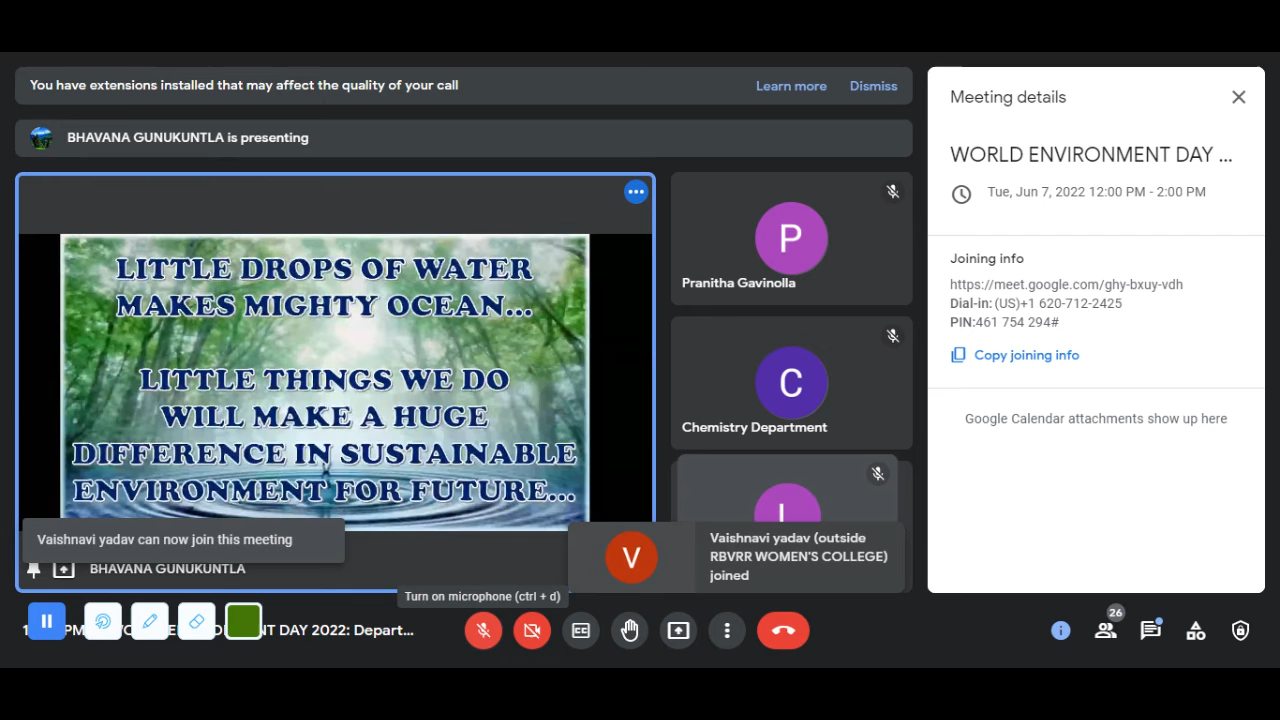 You have extensions installed that may affect the quality of your call
Learn more
Dismiss
BHAVANA GUNUKUNTLA is presenting
LITTLE DROPS OF WATER
MAKES MIGHTY OCEAN...
LITTLE THINGS WE DO
WILL MAKE A HUGE
DIFFERENCE IN SUSTAINABLE
ENVIRONMENT FOR FUTURE...
Vaishnavi yadav can now join this meeting
BHAVANA GUNUKUNTLA
P
Pranitha Gavinolla
C
Chemistry Department
L
V
Vaishnavi yadav (outside
RBVRR WOMEN'S COLLEGE)
joined
Turn on microphone (ctrl + d)
DAY 2022: Depart...
26
Meeting details
WORLD ENVIRONMENT DAY ...
Tue, Jun 7, 2022 12:00 PM - 2:00 PM
Joining info
https://meet.google.com/ghy-bxuy-vdh
Dial-in: (US)+1 620-712-2425
PIN:461 754 294#
Copy joining info
Google Calendar attachments show up here